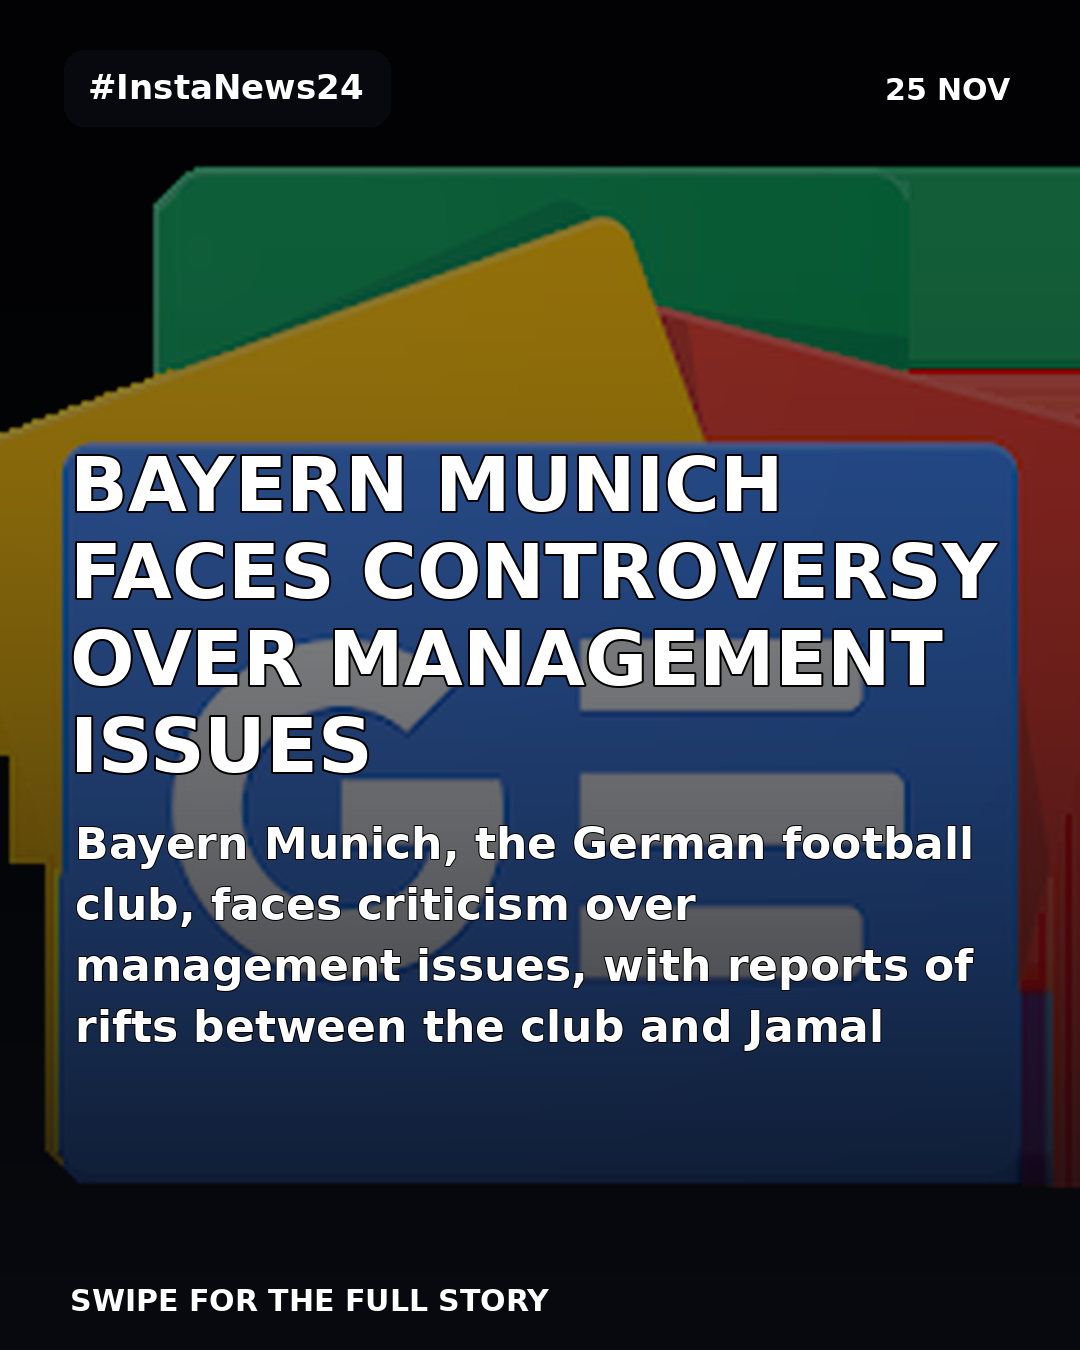 #InstaNews24
25 NOV
BAYERN MUNICH
FACES CONTROVERSY
OVER MANAGEMENT
ISSUES
Bayern Munich, the German football
club, faces criticism over
management issues, with reports of
rifts between the club and Jamal
SWIPE FOR THE FULL STORY